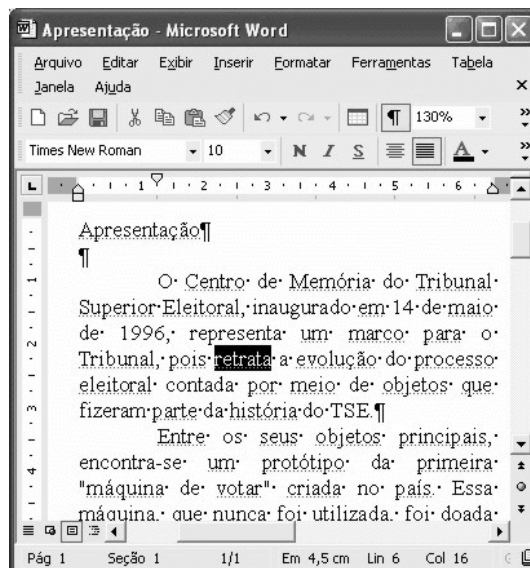 Apresentação - Microsoft Word
Arquivo Editar Exibir Inserir Formatar Ferramentas Tabela
Janela Ajuda
130%
Times New Roman 10 N I S A
1 2 3 4 5 6
Apresentação¶
¶
O Centro de Memória do Tribunal
Superior Eleitoral, inaugurado em 14 de maio
de 1996, representa um marco para o
Tribunal, pois retrata a evolução do processo
eleitoral contada por meio de objetos que
fizeram parte da história do TSE.¶
Entre os seus objetos principais,
encontra-se um protótipo da primeira
"máquina de votar" criada no país. Essa
máquina, que nunca foi utilizada, foi doada
Pág 1 Seção 1 1/1 Em 4,5 cm Lin 6 Col 16